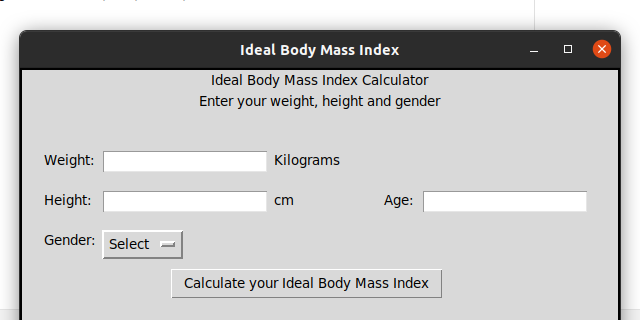 Ideal Body Mass Index
Ideal Body Mass Index Calculator
Enter your weight, height and gender
Weight: Kilograms
Height: cm Age:
Gender: Select
Calculate your Ideal Body Mass Index